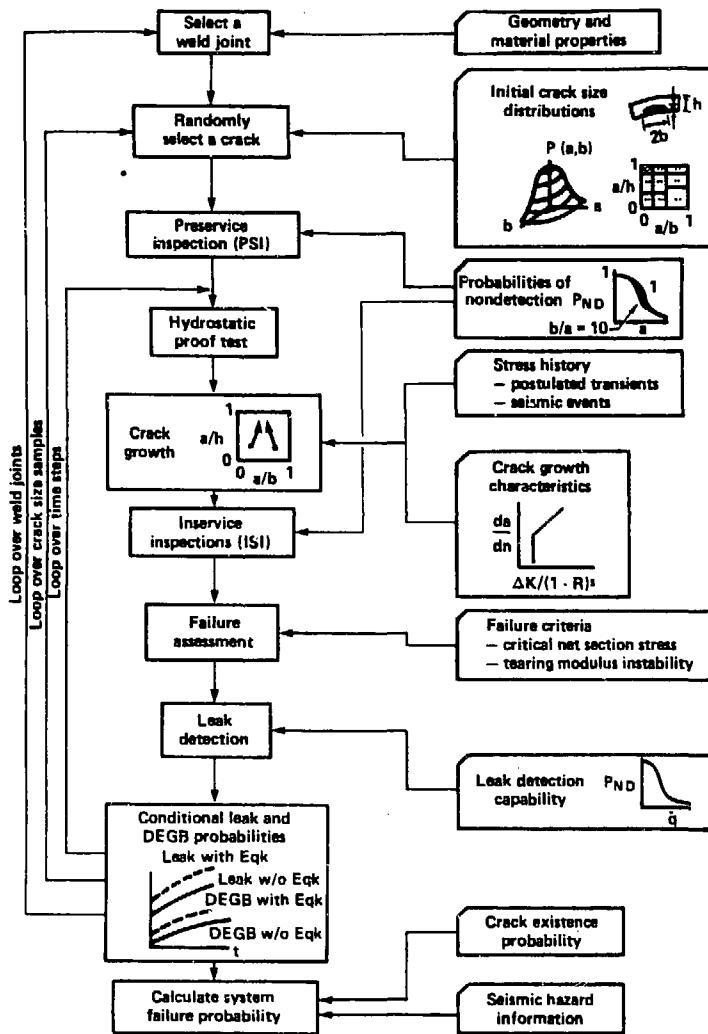 Select a
weld joint
Geometry and
material properties
Initial crack size
distributions
h
2b
Randomly
select a crack
P (a,b)
a
b
1
a/h
0
0 1
a/b
Preservice
inspection (PSI)
Probabilities of
nondetection PND
1
1
b/a = 10
a
Hydrostatic
proof test
Stress history
— postulated transients
— seismic events
Crack
growth
1
a/h
0
0 1
a/b
Crack growth
characteristics
da
dn
ΔK/(1 - R)½
Inservice
inspections (ISI)
Failure
assessment
Failure criteria
— critical net section stress
— tearing modulus instability
Leak
detection
Leak detection
capability
PND
q̇
Conditional leak and
DEGB probabilities
Leak with Eqk
Leak w/o Eqk
DEGB with Eqk
DEGB w/o Eqk
t
Crack existence
probability
Calculate system
failure probability
Seismic hazard
information
Loop over weld joints
Loop over crack size samples
Loop over time steps